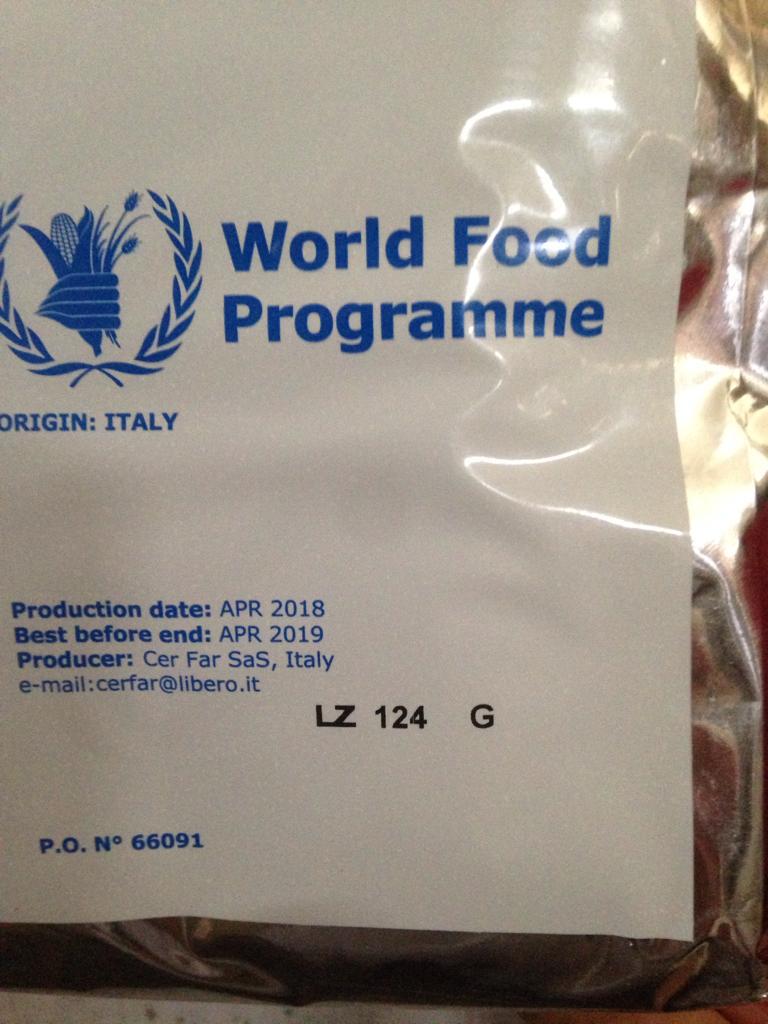 World Food
Programme
ORIGIN: ITALY
Production date: APR 2018
Best before end: APR 2019
Producer: Cer Far SaS, Italy
e-mail:cerfar@libero.it
LZ 124 G
P.O. N° 66091